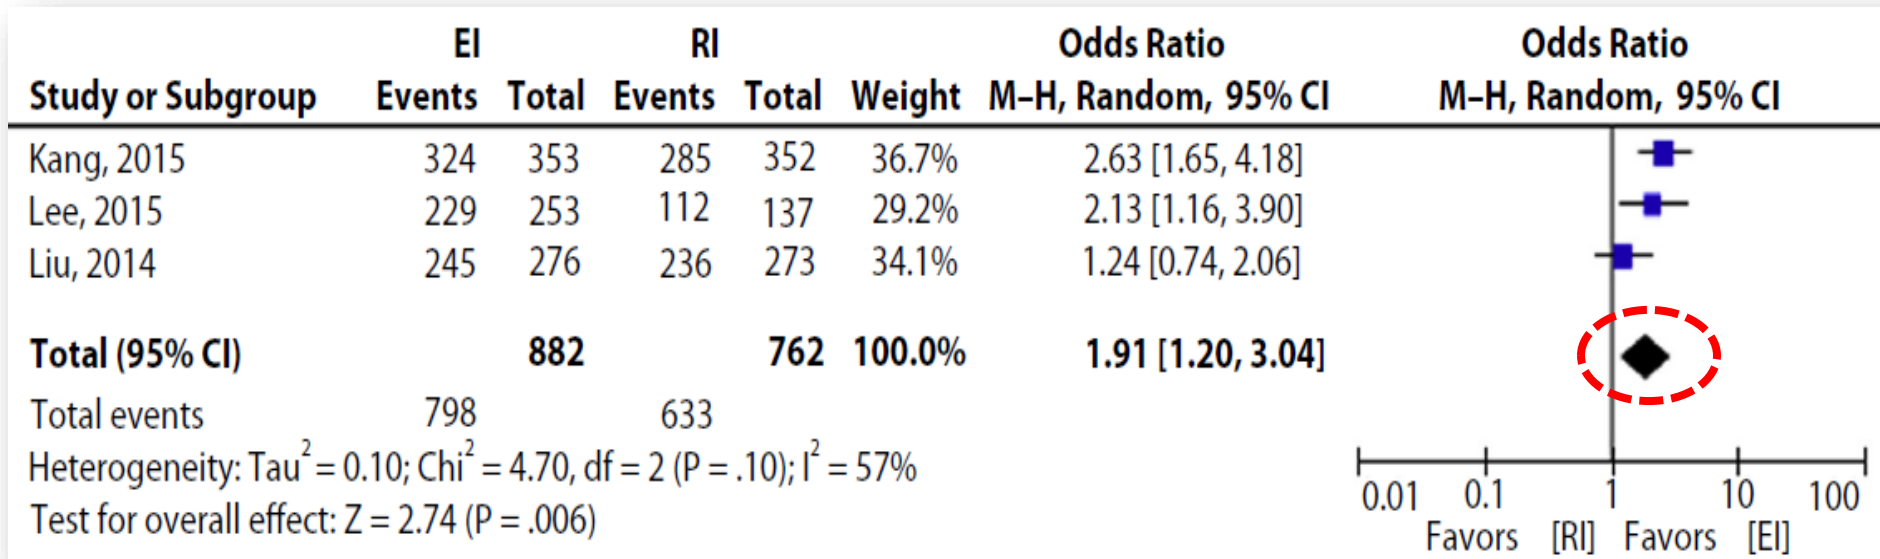 EI RI Odds Ratio Odds Ratio
Study or Subgroup Events Total Events Total Weight M–H, Random, 95% CI M–H, Random, 95% CI
Kang, 2015 324 353 285 352 36.7% 2.63 [1.65, 4.18]
Lee, 2015 229 253 112 137 29.2% 2.13 [1.16, 3.90]
Liu, 2014 245 276 236 273 34.1% 1.24 [0.74, 2.06]
Total (95% CI) 882 762 100.0% 1.91 [1.20, 3.04]
Total events 798 633
Heterogeneity: Tau² = 0.10; Chi² = 4.70, df = 2 (P = .10); I² = 57%
Test for overall effect: Z = 2.74 (P = .006)
0.01 0.1 1 10 100
Favors [RI] Favors [EI]